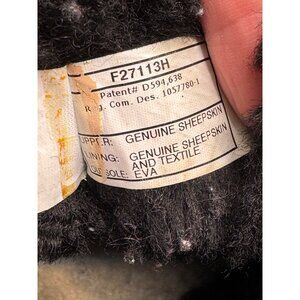 F27113H
Patent# D594,638
R.J. Com. Des. 1057780-1
UPPER: GENUINE SHEEPSKIN
LINING: GENUINE SHEEPSKIN
AND TEXTILE
SOLE: EVA